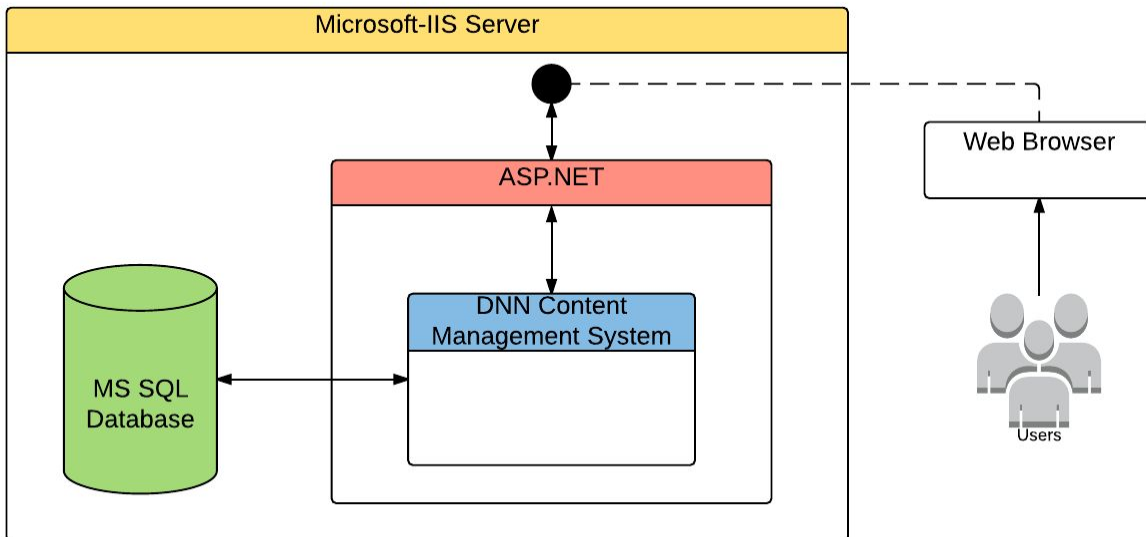 Microsoft-IIS Server
Web Browser
ASP.NET
DNN Content
Management System
MS SQL
Database
Users